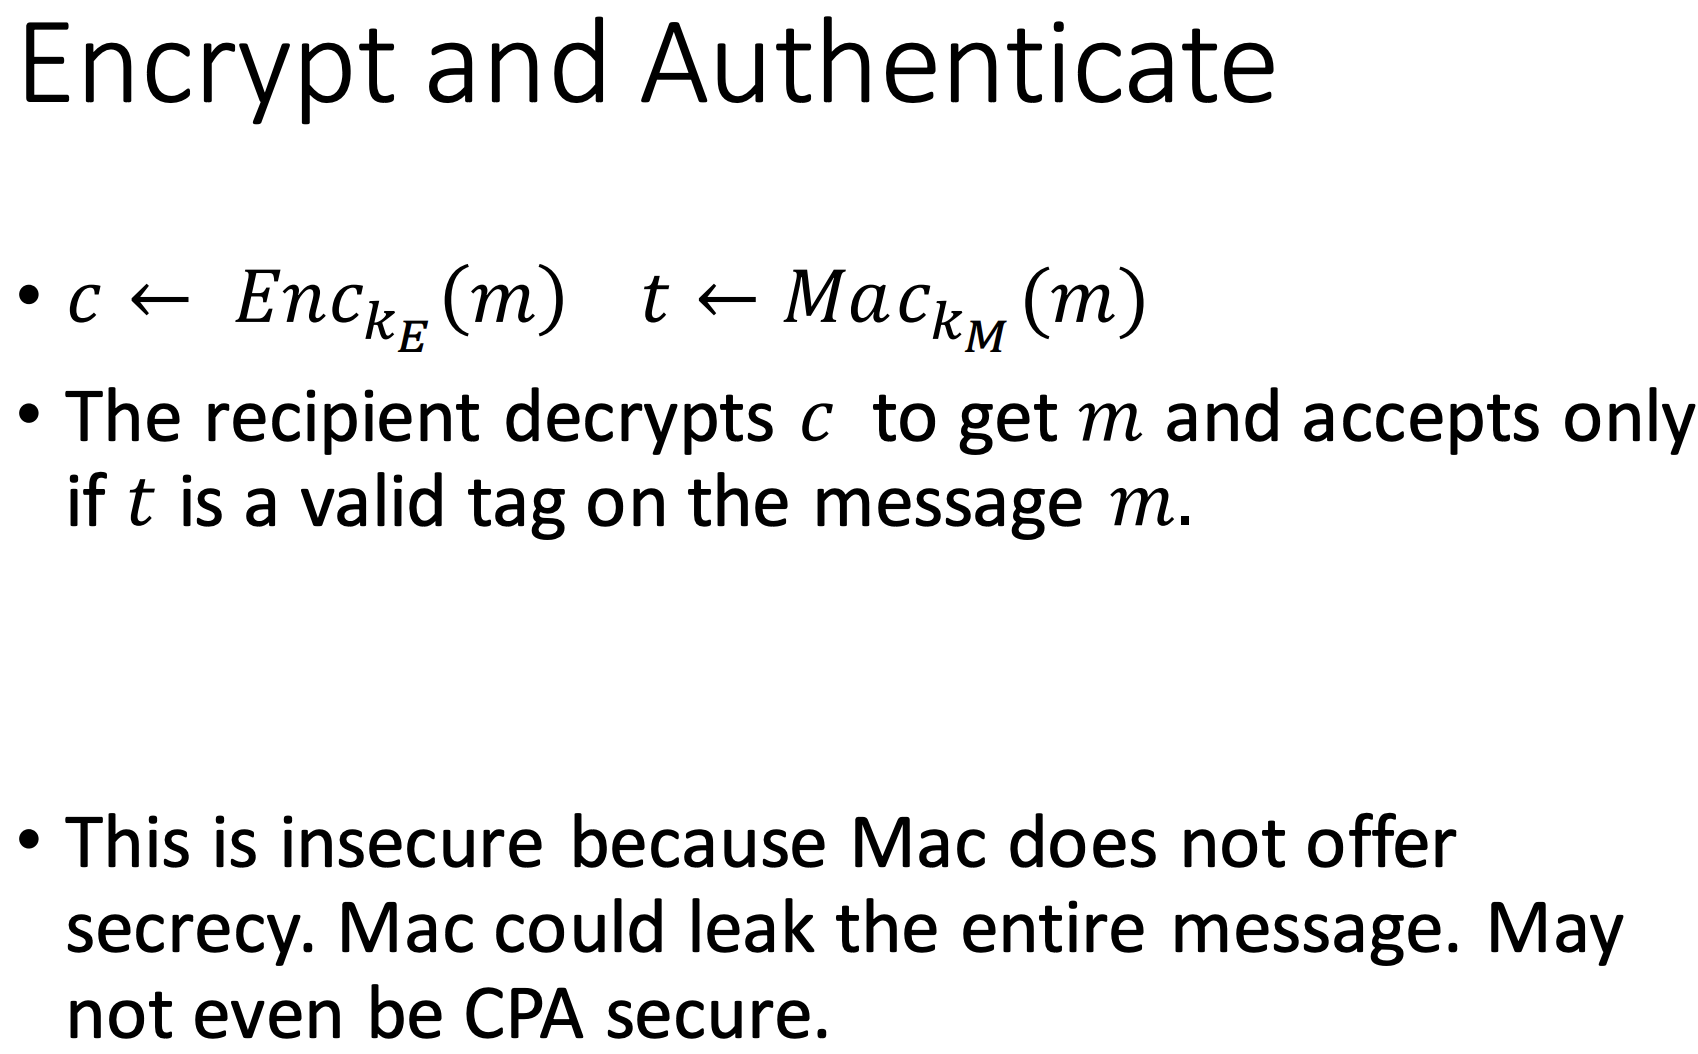 Encrypt and Authenticate
• $c \leftarrow Enc_{k_E}(m)$ $t \leftarrow Mac_{k_M}(m)$
• The recipient decrypts $c$ to get $m$ and accepts only
if $t$ is a valid tag on the message $m$.
• This is insecure because Mac does not offer
secrecy. Mac could leak the entire message. May
not even be CPA secure.